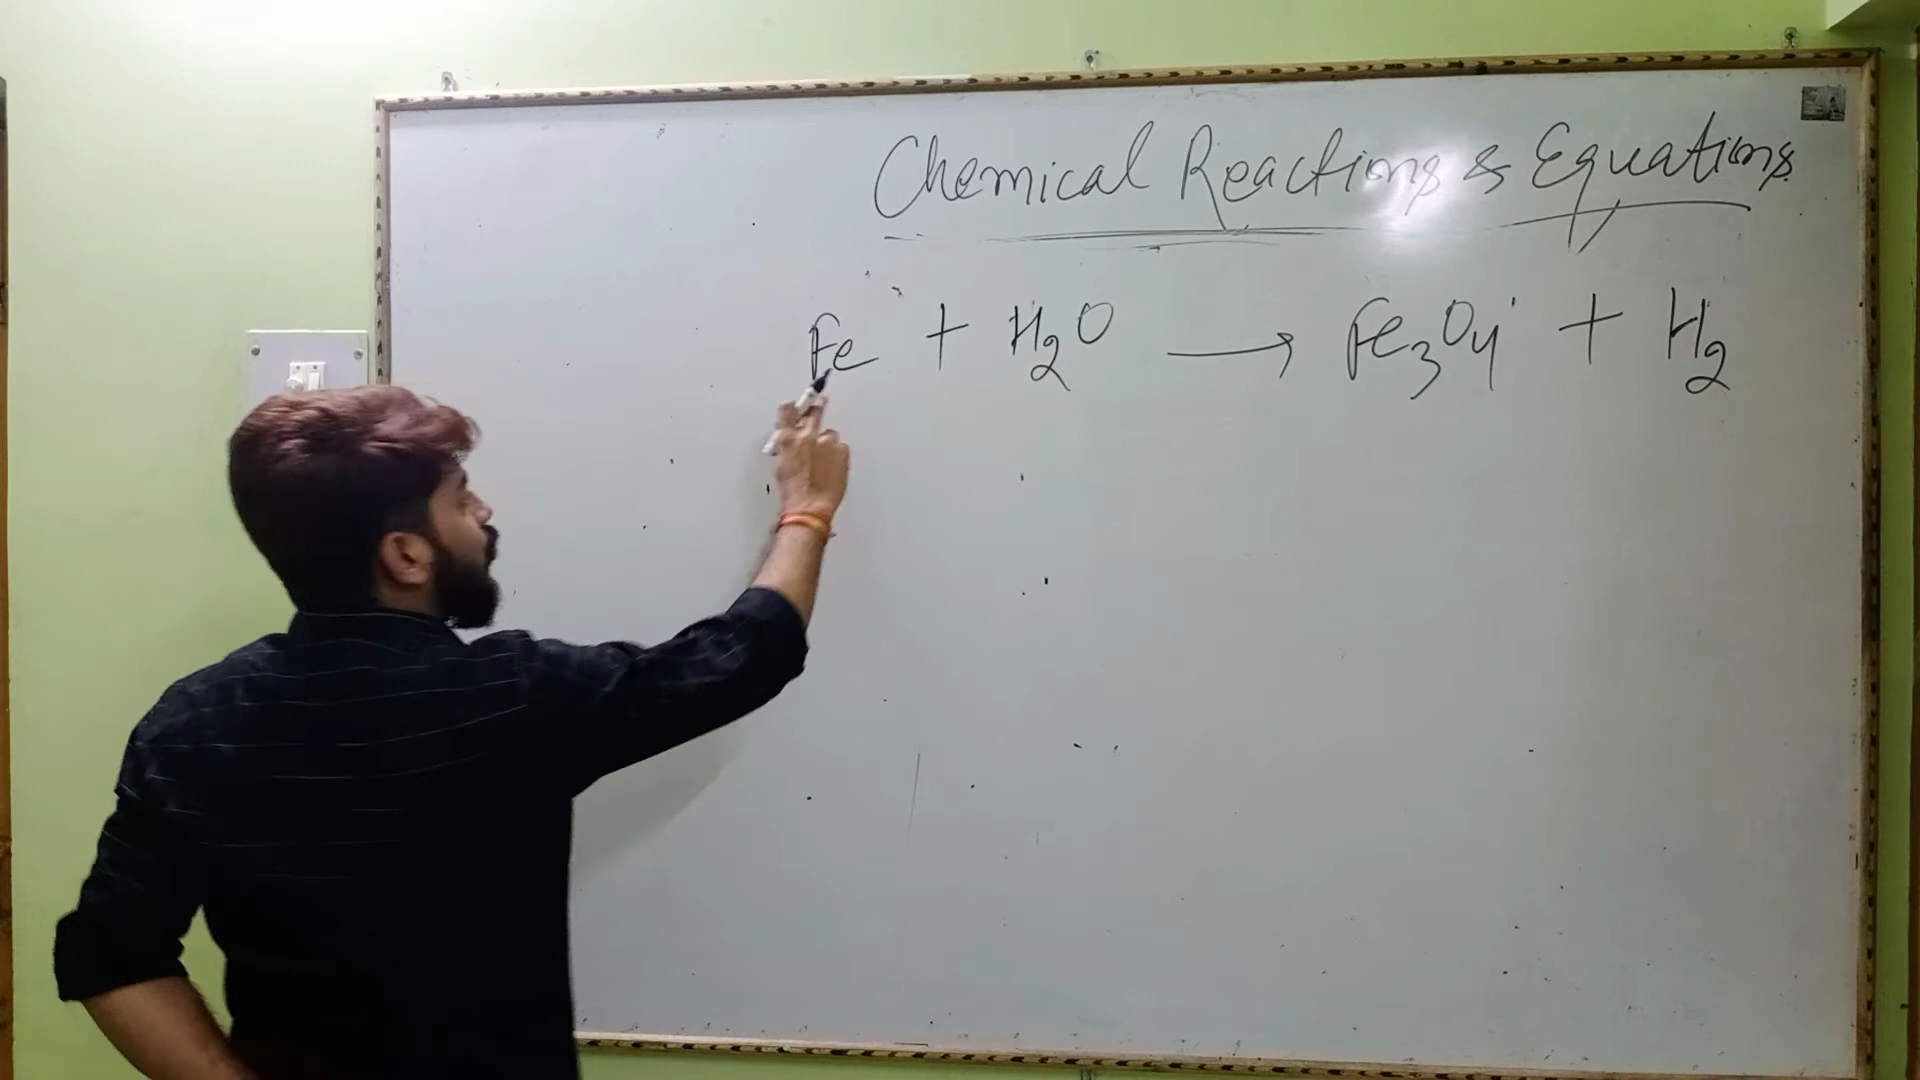 Chemical Reactions & Equations
Fe + H₂O → Fe₃O₄ + H₂